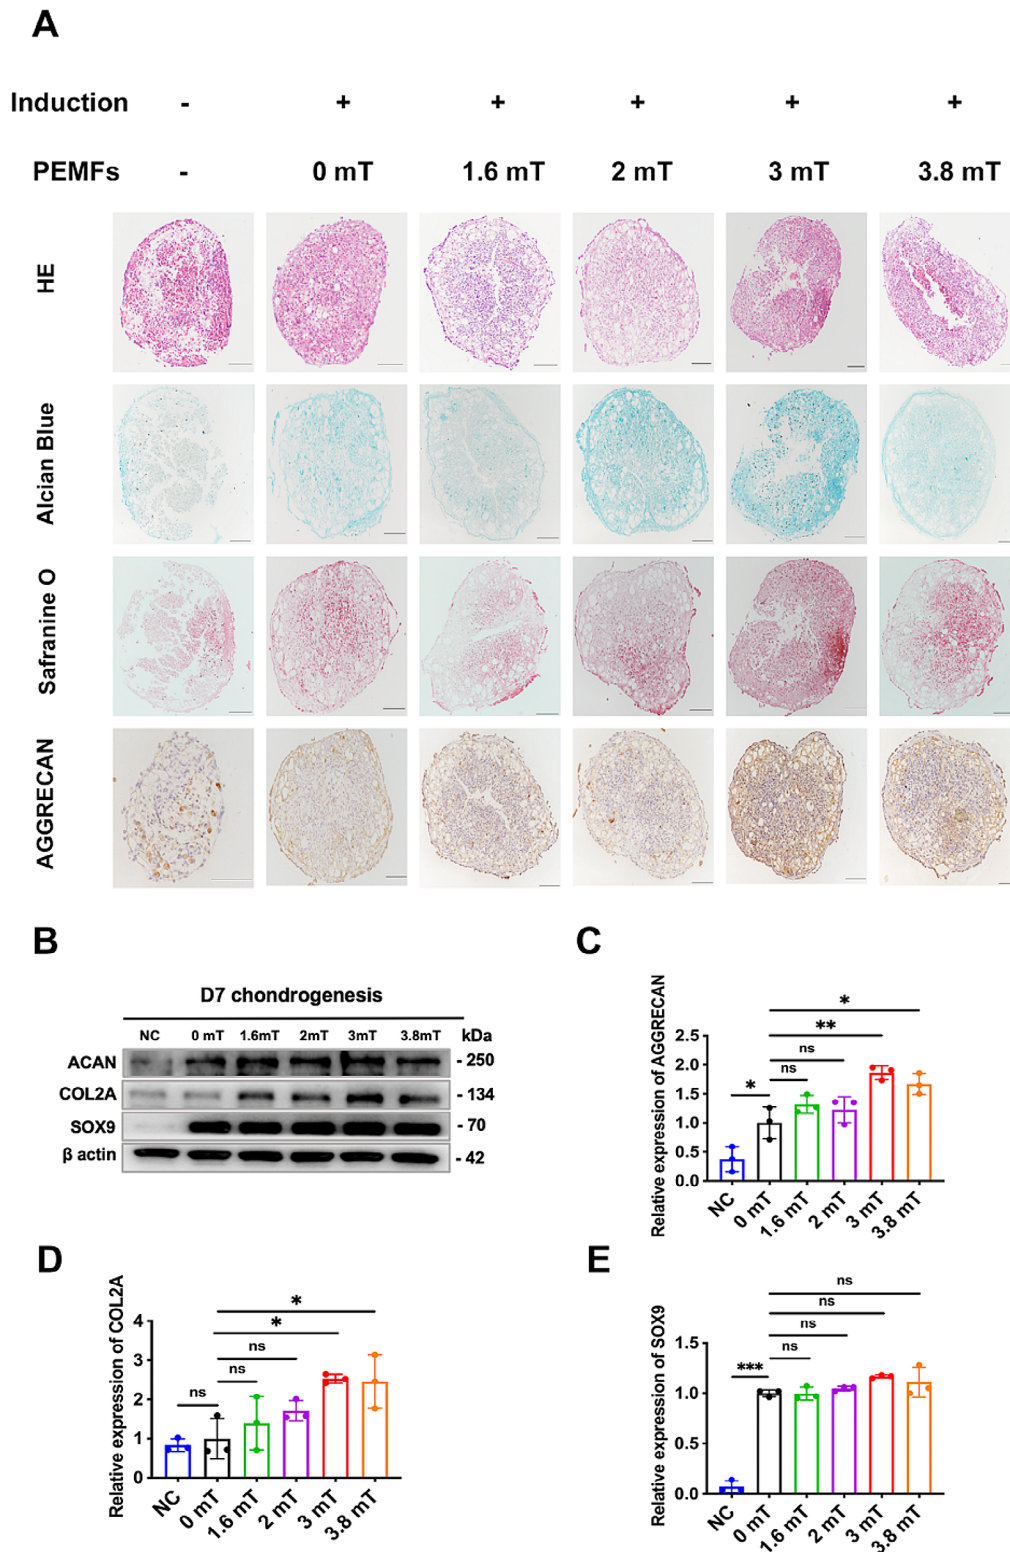 A
Induction - + + + + +
PEMFs - 0 mT 1.6 mT 2 mT 3 mT 3.8 mT
HE
Alcian Blue
Safranine O
AGGRECAN
B
D7 chondrogenesis
NC 0 mT 1.6mT 2mT 3mT 3.8mT kDa
ACAN - 250
COL2A - 134
SOX9 - 70
β actin - 42
C
Relative expression of AGGRECAN
*
**
ns
ns
*
2.5
2.0
1.5
1.0
0.5
0.0
NC 0 mT 1.6 mT 2 mT 3 mT 3.8 mT
D
Relative expression of COL2A
*
*
ns
ns
ns
4
3
2
1
0
NC 0 mT 1.6 mT 2 mT 3 mT 3.8 mT
E
Relative expression of SOX9
ns
ns
ns
ns
***
1.5
1.0
0.5
0.0
NC 0 mT 1.6 mT 2 mT 3 mT 3.8 mT